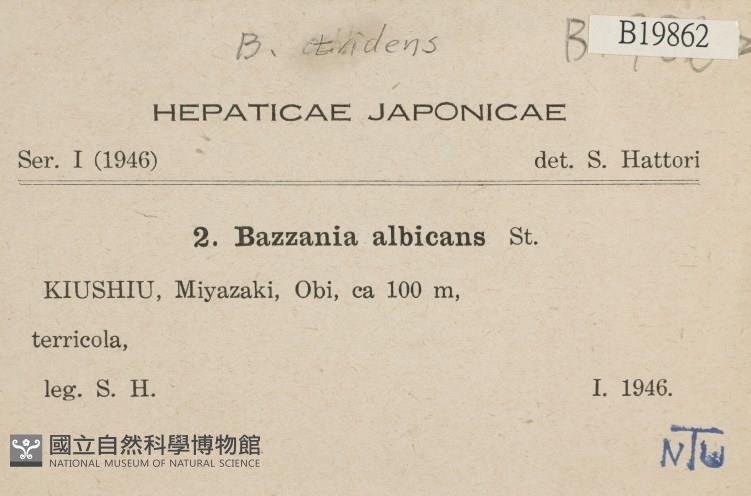 B. tridens
B19862
HEPATICAE JAPONICAE
Ser. I (1946) det. S. Hattori
2. Bazzania albicans St.
KIUSHIU, Miyazaki, Obi, ca 100 m,
terricola,
leg. S. H. I. 1946.
NTU
國立自然科學博物館
NATIONAL MUSEUM OF NATURAL SCIENCE